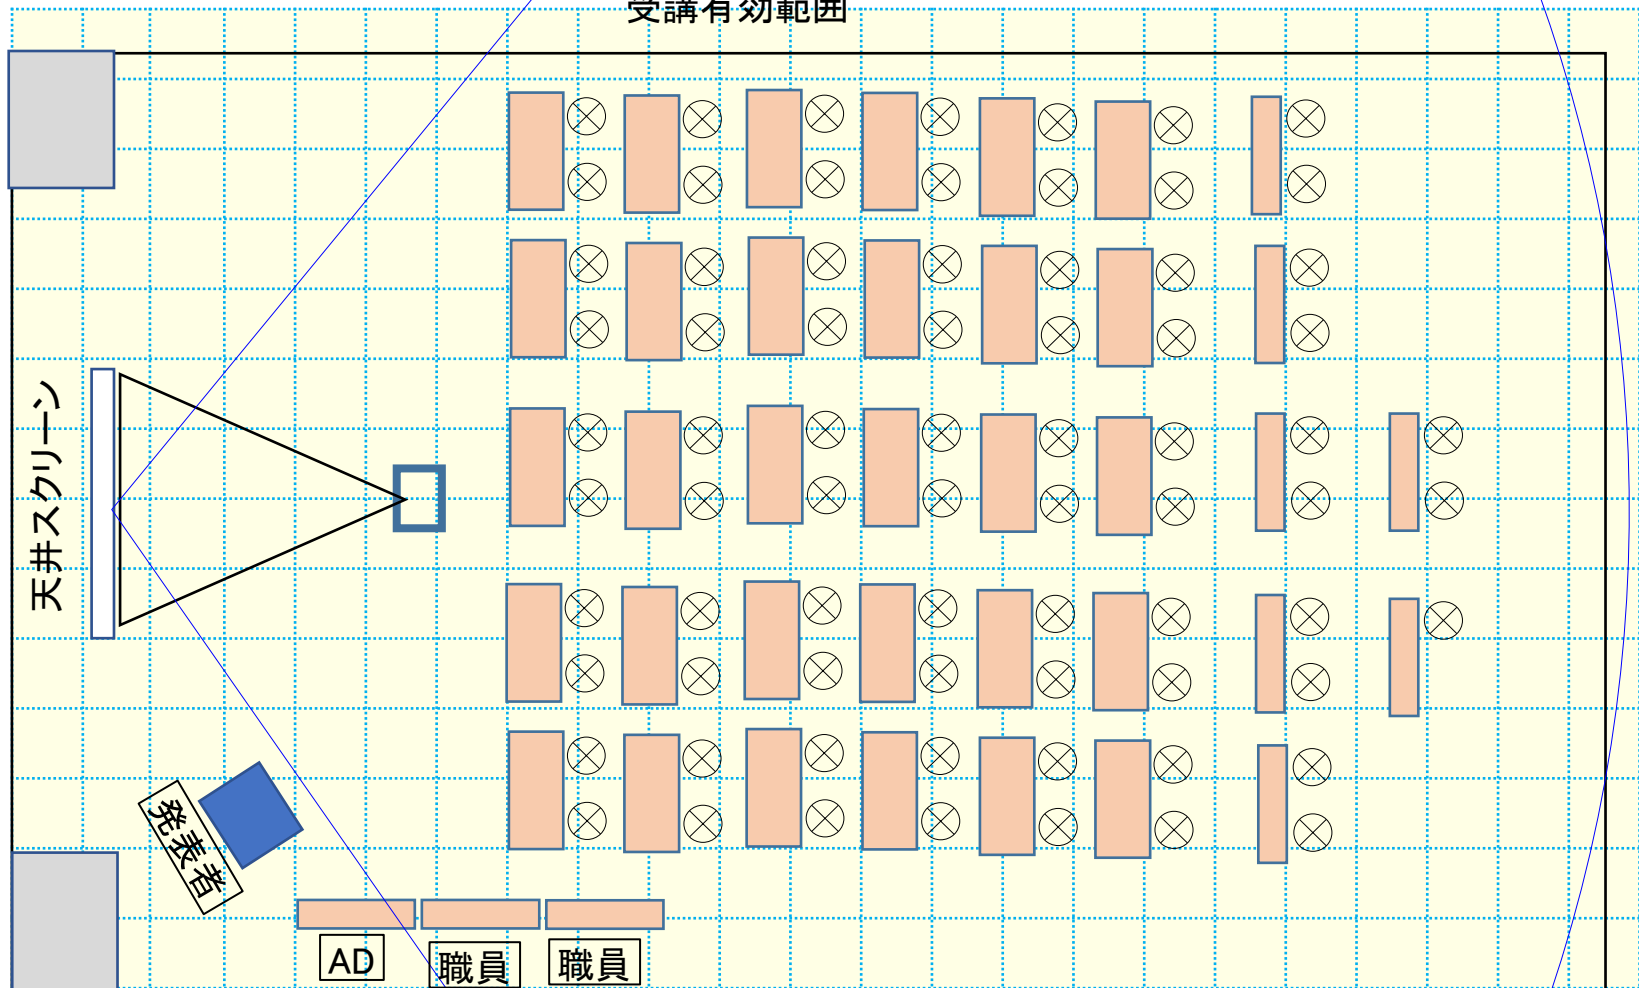 受講有効範囲
天井スクリーン
発表者
AD
職員
職員